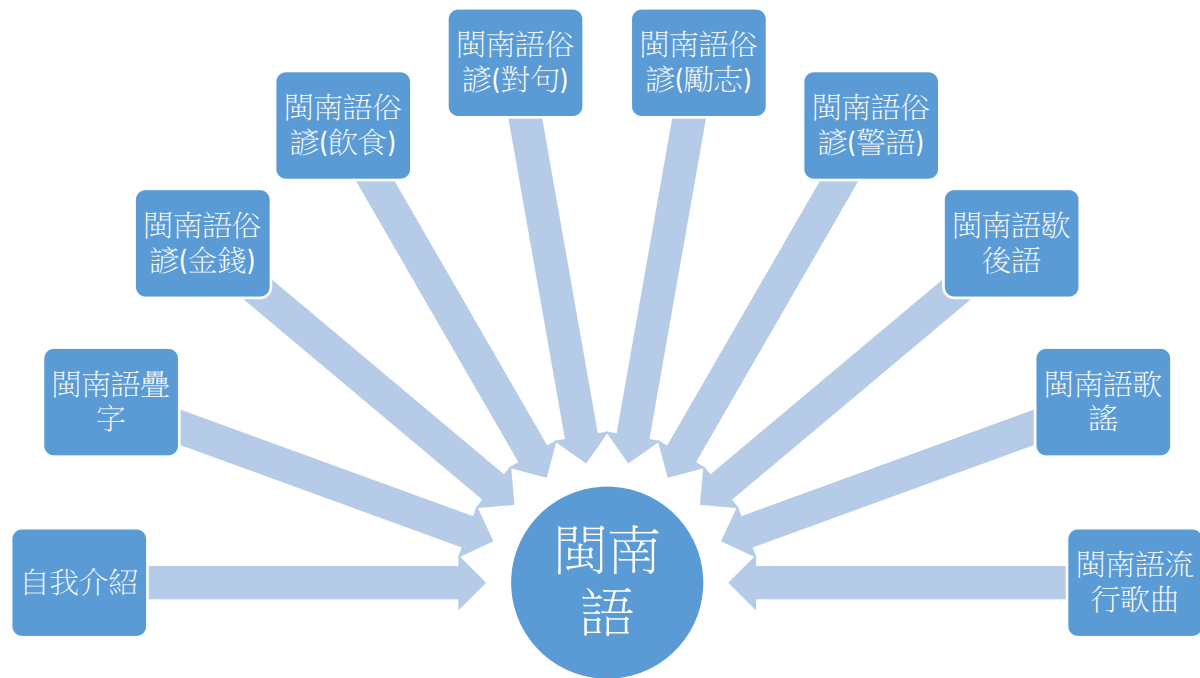 自我介紹
閩南語疊
字
閩南語俗
諺(金錢)
閩南語俗
諺(飲食)
閩南語俗
諺(對句)
閩南語俗
諺(勵志)
閩南語俗
諺(警語)
閩南語歇
後語
閩南語歌
謠
閩南語流
行歌曲
閩南
語